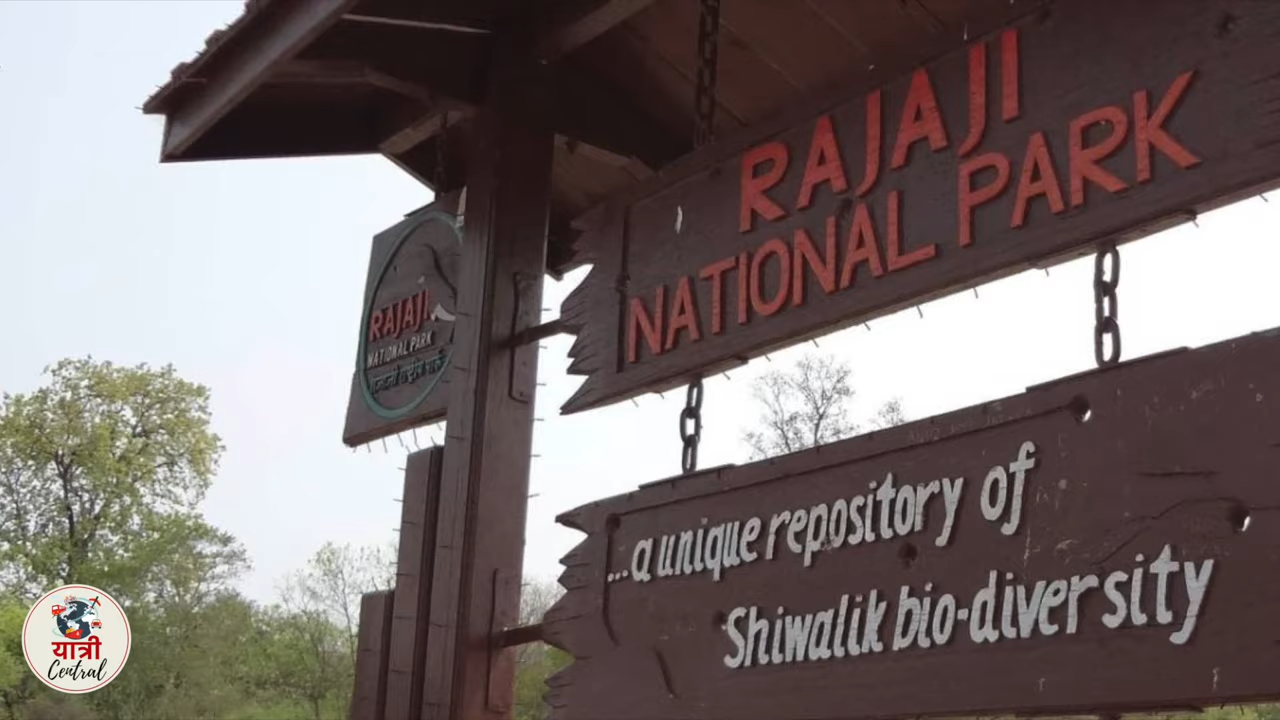 RAJAJI
NATIONAL PARK
...a unique repository of
Shiwalik bio-diversity
RAJAJI
NATIONAL PARK
राजाजी राष्ट्रीय पार्क
यात्री
Central